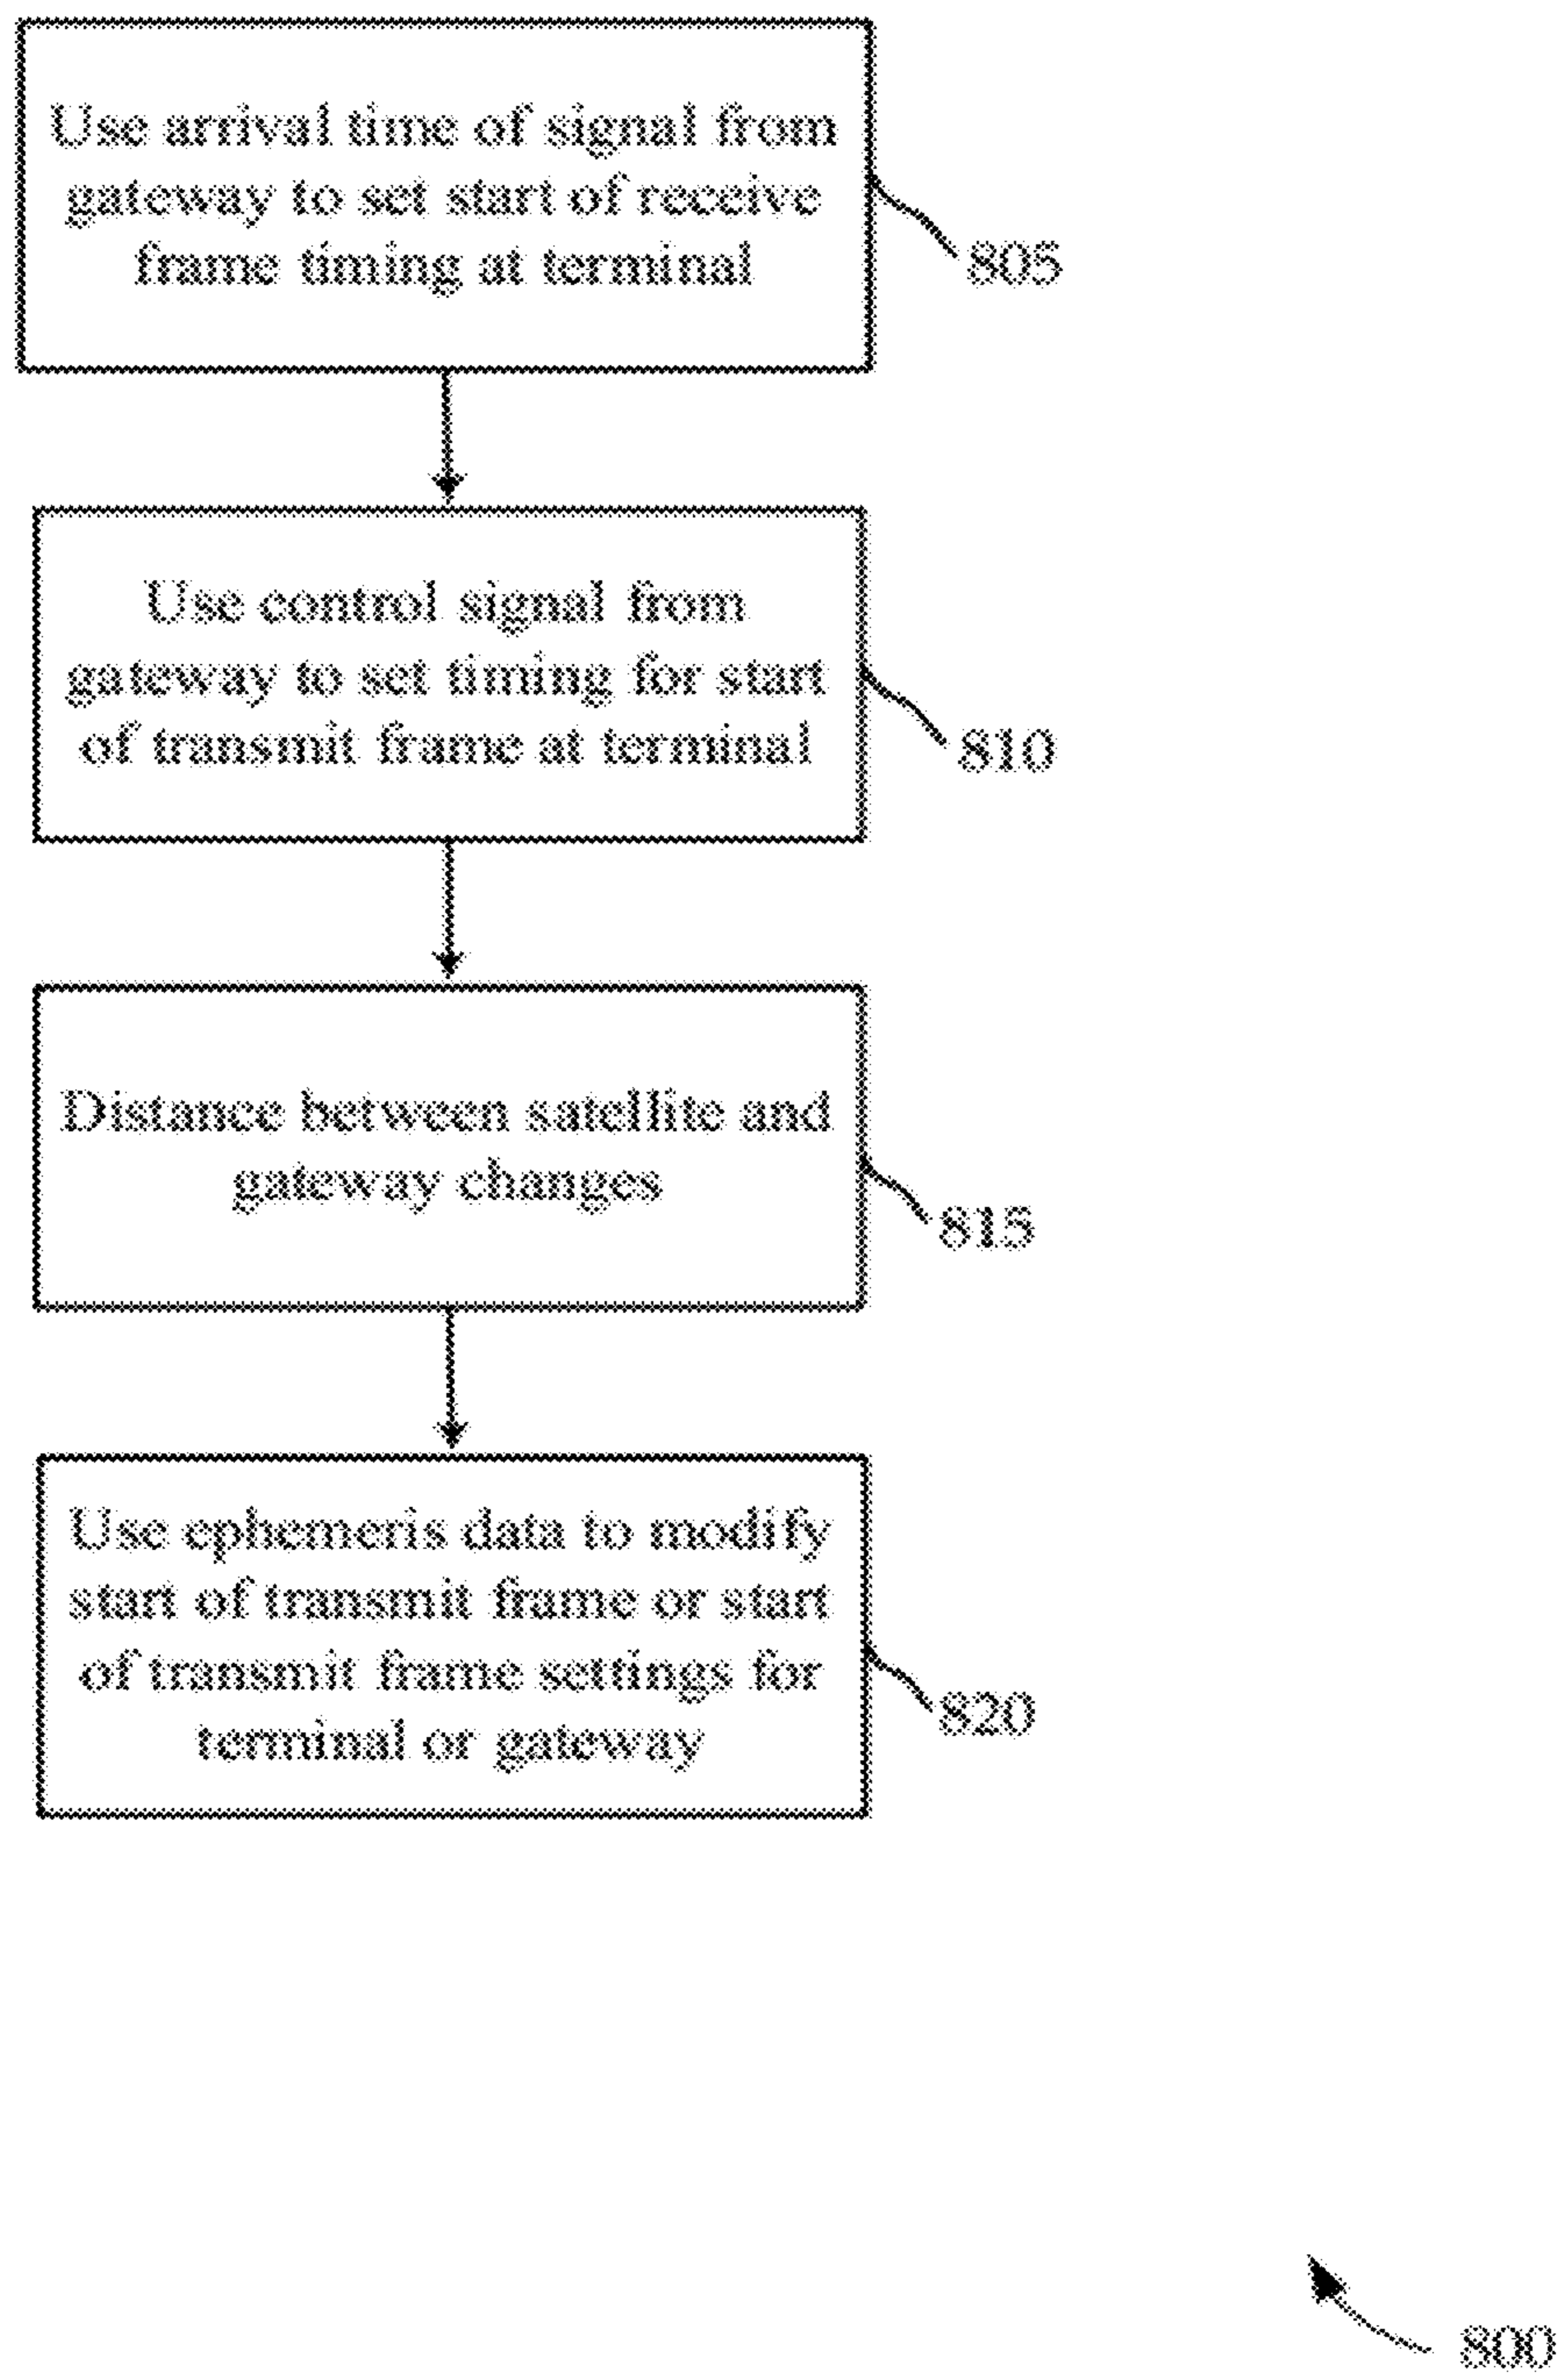 Use arrival time of signal from
gateway to set start of receive
frame timing at terminal
805
Use control signal from
gateway to set timing for start
of transmit frame at terminal
810
Distance between satellite and
gateway changes
815
Use ephemeris data to modify
start of transmit frame or start
of transmit frame settings for
terminal or gateway
820
800